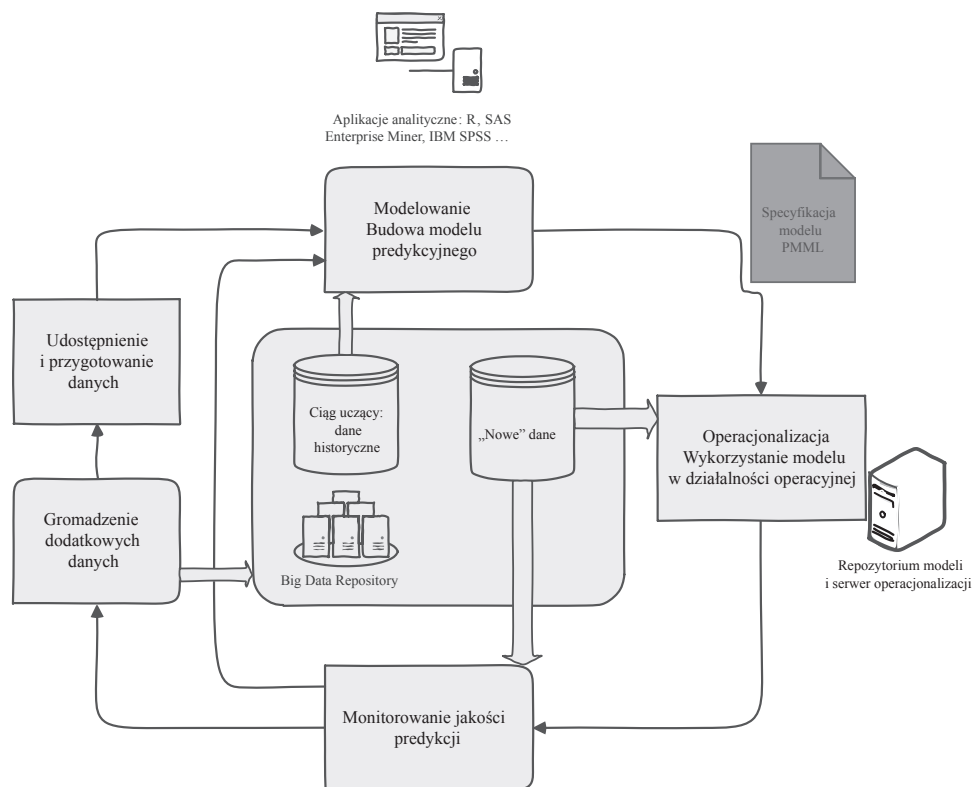 Aplikacje analityczne: R, SAS
Enterprise Miner, IBM SPSS ...
Modelowanie
Budowa modelu
predykcyjnego
Specyfikacja
modelu
PMML
Udostępnienie
i przygotowanie
danych
Ciąg uczący:
dane
historyczne
„Nowe” dane
Operacjonalizacja
Wykorzystanie modelu
w działalności operacyjnej
Gromadzenie
dodatkowych
danych
Big Data Repository
Repozytorium modeli
i serwer operacjonalizacji
Monitorowanie jakości
predykcji